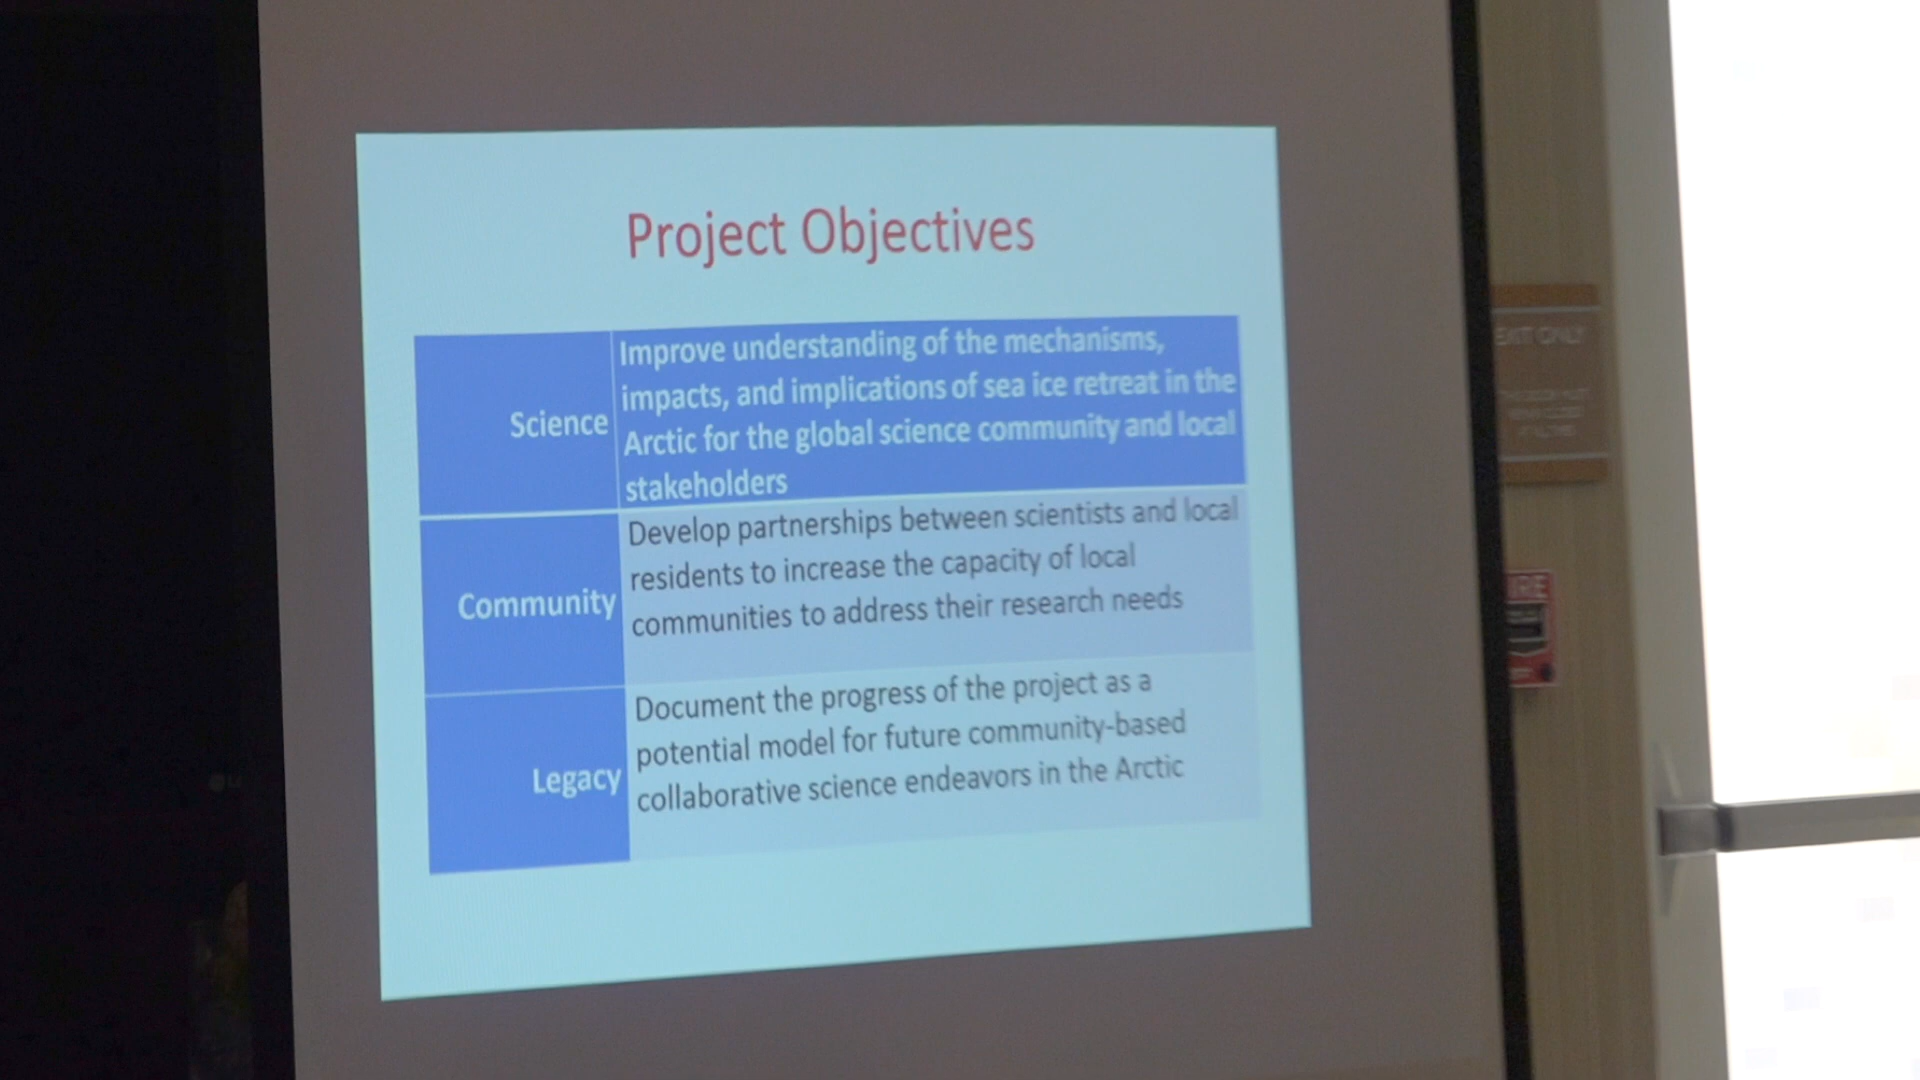 Project Objectives
Science
Improve understanding of the mechanisms,
impacts, and implications of sea ice retreat in the
Arctic for the global science community and local
stakeholders
Community
Develop partnerships between scientists and local
residents to increase the capacity of local
communities to address their research needs
Legacy
Document the progress of the project as a
potential model for future community-based
collaborative science endeavors in the Arctic
EXIT ONLY